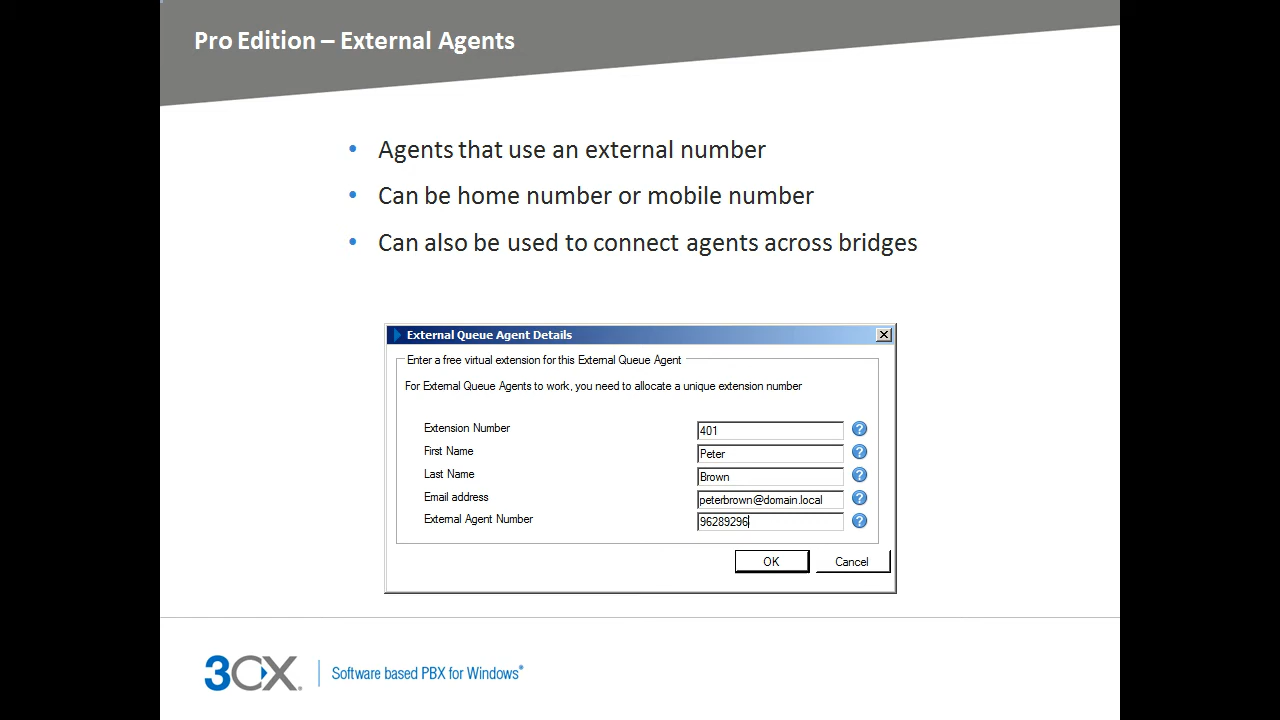 Pro Edition – External Agents
• Agents that use an external number
• Can be home number or mobile number
• Can also be used to connect agents across bridges
External Queue Agent Details
Enter a free virtual extension for this External Queue Agent
For External Queue Agents to work, you need to allocate a unique extension number
Extension Number 401 ?
First Name Peter ?
Last Name Brown ?
Email address peterbrown@domain.local ?
External Agent Number 96289296 ?
OK Cancel
3CX. Software based PBX for Windows®